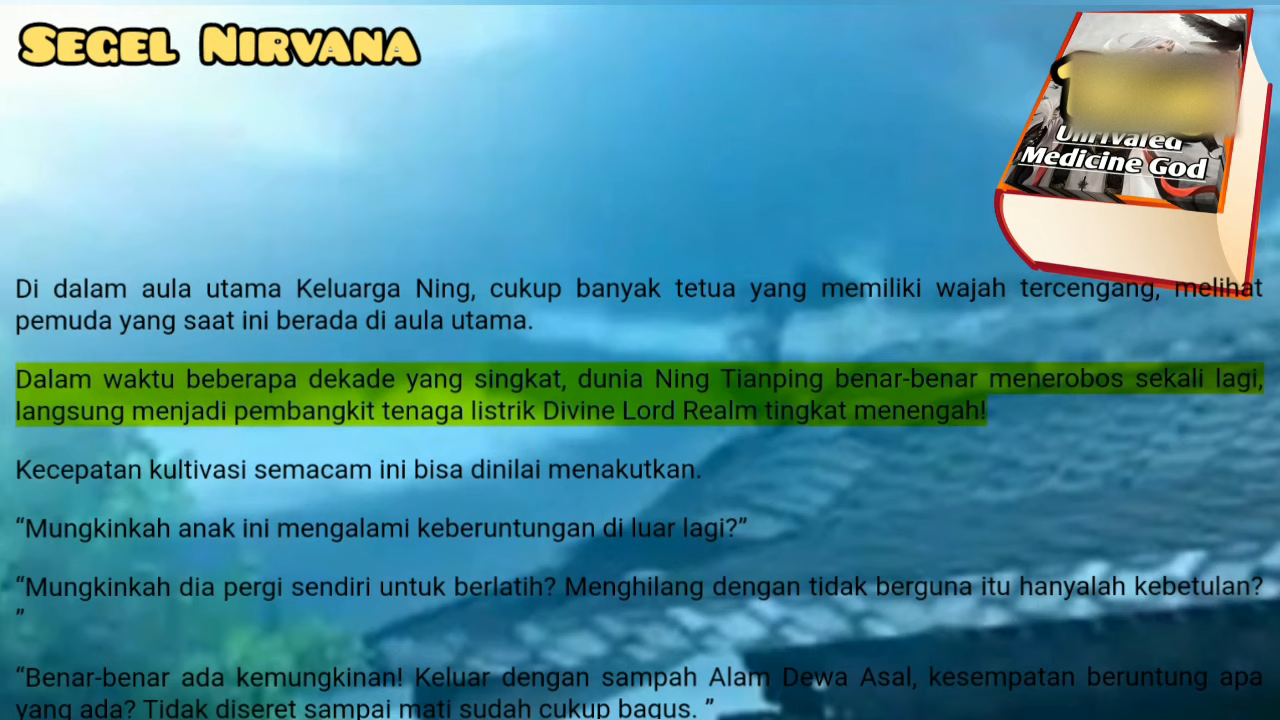 SEGEL NIRVANA
Unrivaled
Medicine God
Di dalam aula utama Keluarga Ning, cukup banyak tetua yang memiliki wajah tercengang, melihat
pemuda yang saat ini berada di aula utama.
Dalam waktu beberapa dekade yang singkat, dunia Ning Tianping benar-benar menerobos sekali lagi,
langsung menjadi pembangkit tenaga listrik Divine Lord Realm tingkat menengah!
Kecepatan kultivasi semacam ini bisa dinilai menakutkan.
“Mungkinkah anak ini mengalami keberuntungan di luar lagi?”
“Mungkinkah dia pergi sendiri untuk berlatih? Menghilang dengan tidak berguna itu hanyalah kebetulan?
”
“Benar-benar ada kemungkinan! Keluar dengan sampah Alam Dewa Asal, kesempatan beruntung apa
yang ada? Tidak diseret sampai mati sudah cukup bagus. ”